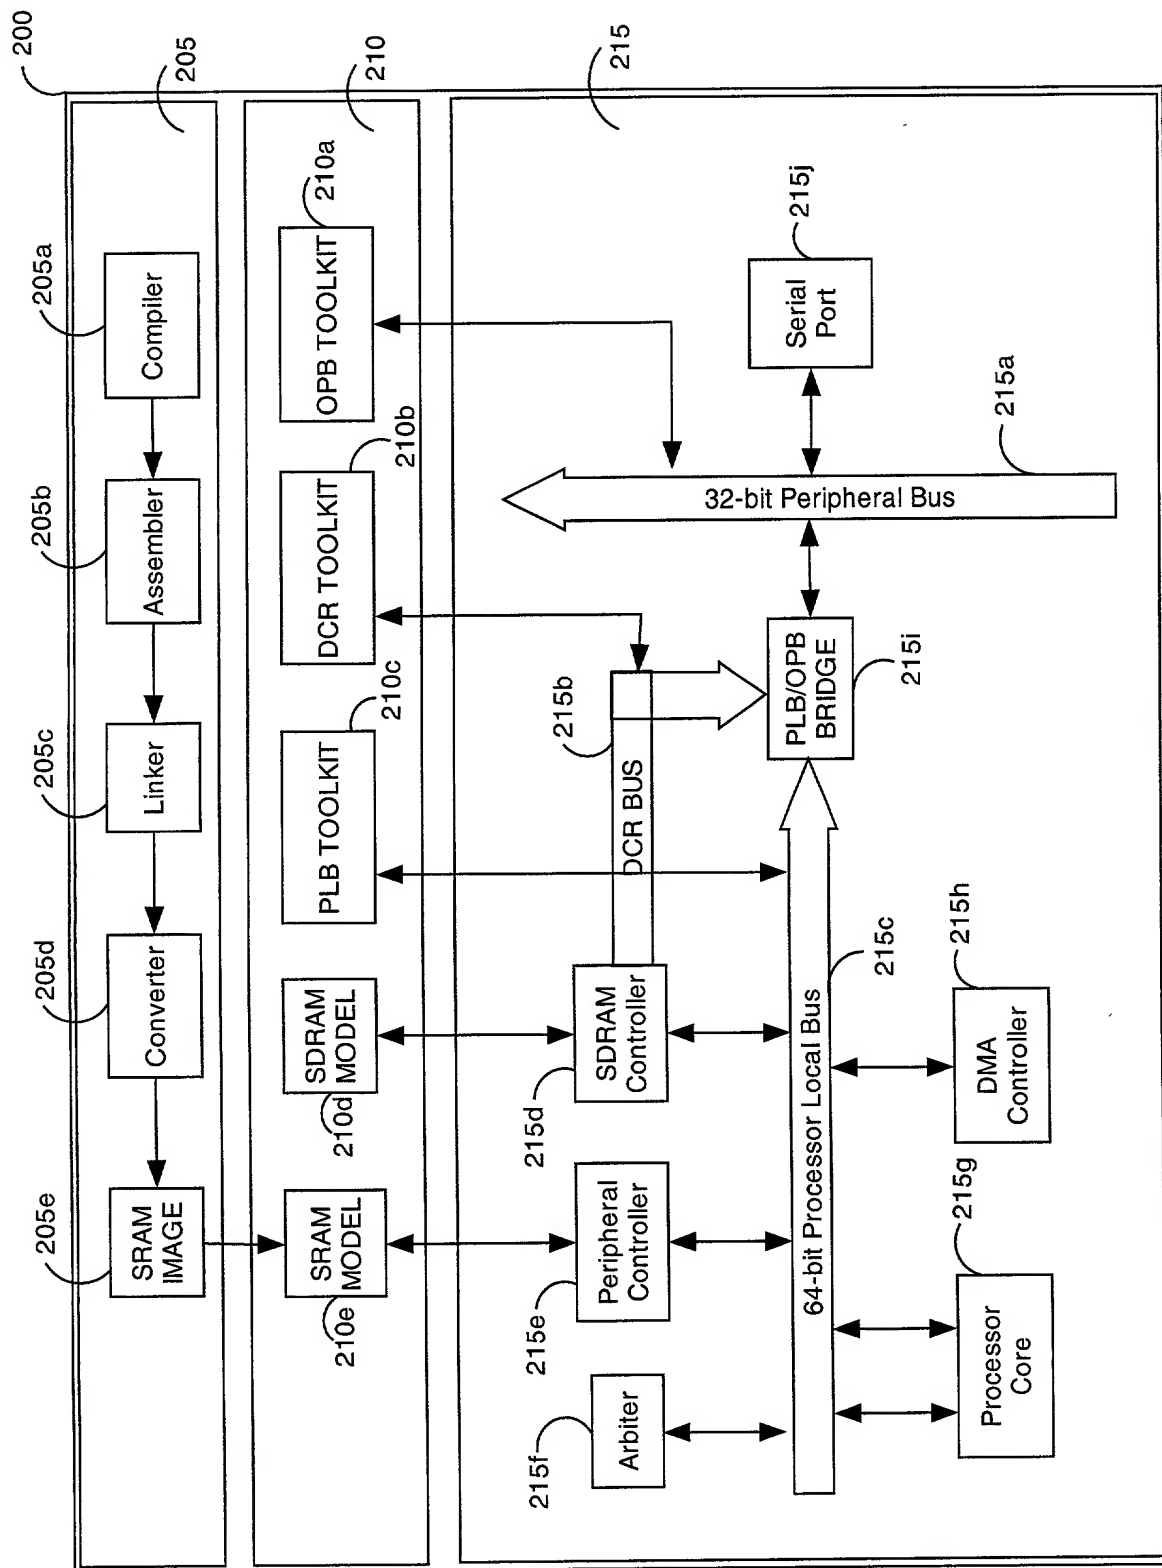 200
205
205a
Compiler
205b
Assembler
205c
Linker
205d
Converter
205e
SRAM
IMAGE
210
210a
OPB TOOLKIT
210b
DCR TOOLKIT
210c
PLB TOOLKIT
SDRAM
MODEL
210d
SRAM
MODEL
210e
215
215j
Serial
Port
215a
32-bit Peripheral Bus
215b
DCR BUS
PLB/OPB
BRIDGE
215i
SDRAM
Controller
215d
Peripheral
Controller
215e
Arbiter
215f
64-bit Processor Local Bus
215c
215h
DMA
Controller
215g
Processor
Core